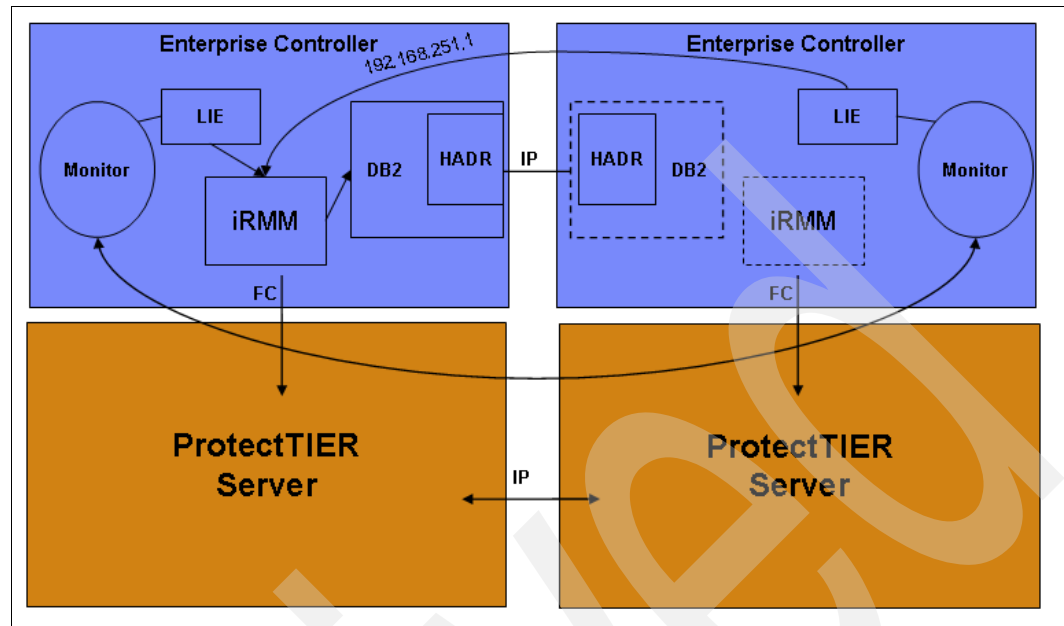 Enterprise Controller
192.168.251.1
LIE
Monitor
iRMM
DB2
HADR
FC
IP
Enterprise Controller
LIE
HADR
DB2
iRMM
Monitor
FC
ProtectTIER
Server
IP
ProtectTIER
Server